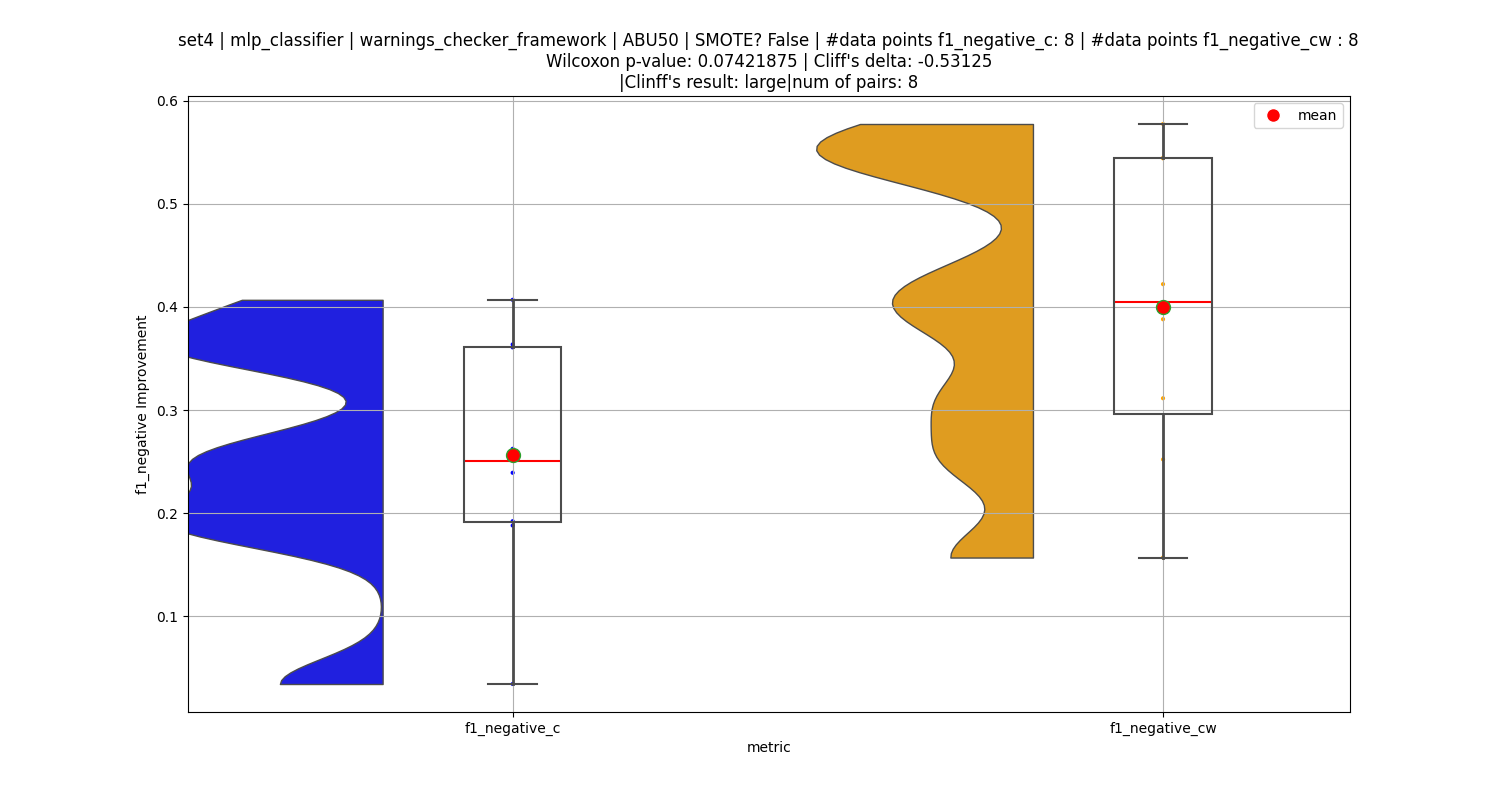 set4 | mlp_classifier | warnings_checker_framework | ABU50 | SMOTE? False | #data points f1_negative_c: 8 | #data points f1_negative_cw : 8
Wilcoxon p-value: 0.07421875 | Cliff's delta: -0.53125
|Clinff's result: large|num of pairs: 8
mean
0.6
0.5
0.4
0.3
0.2
0.1
f1_negative Improvement
f1_negative_c
f1_negative_cw
metric